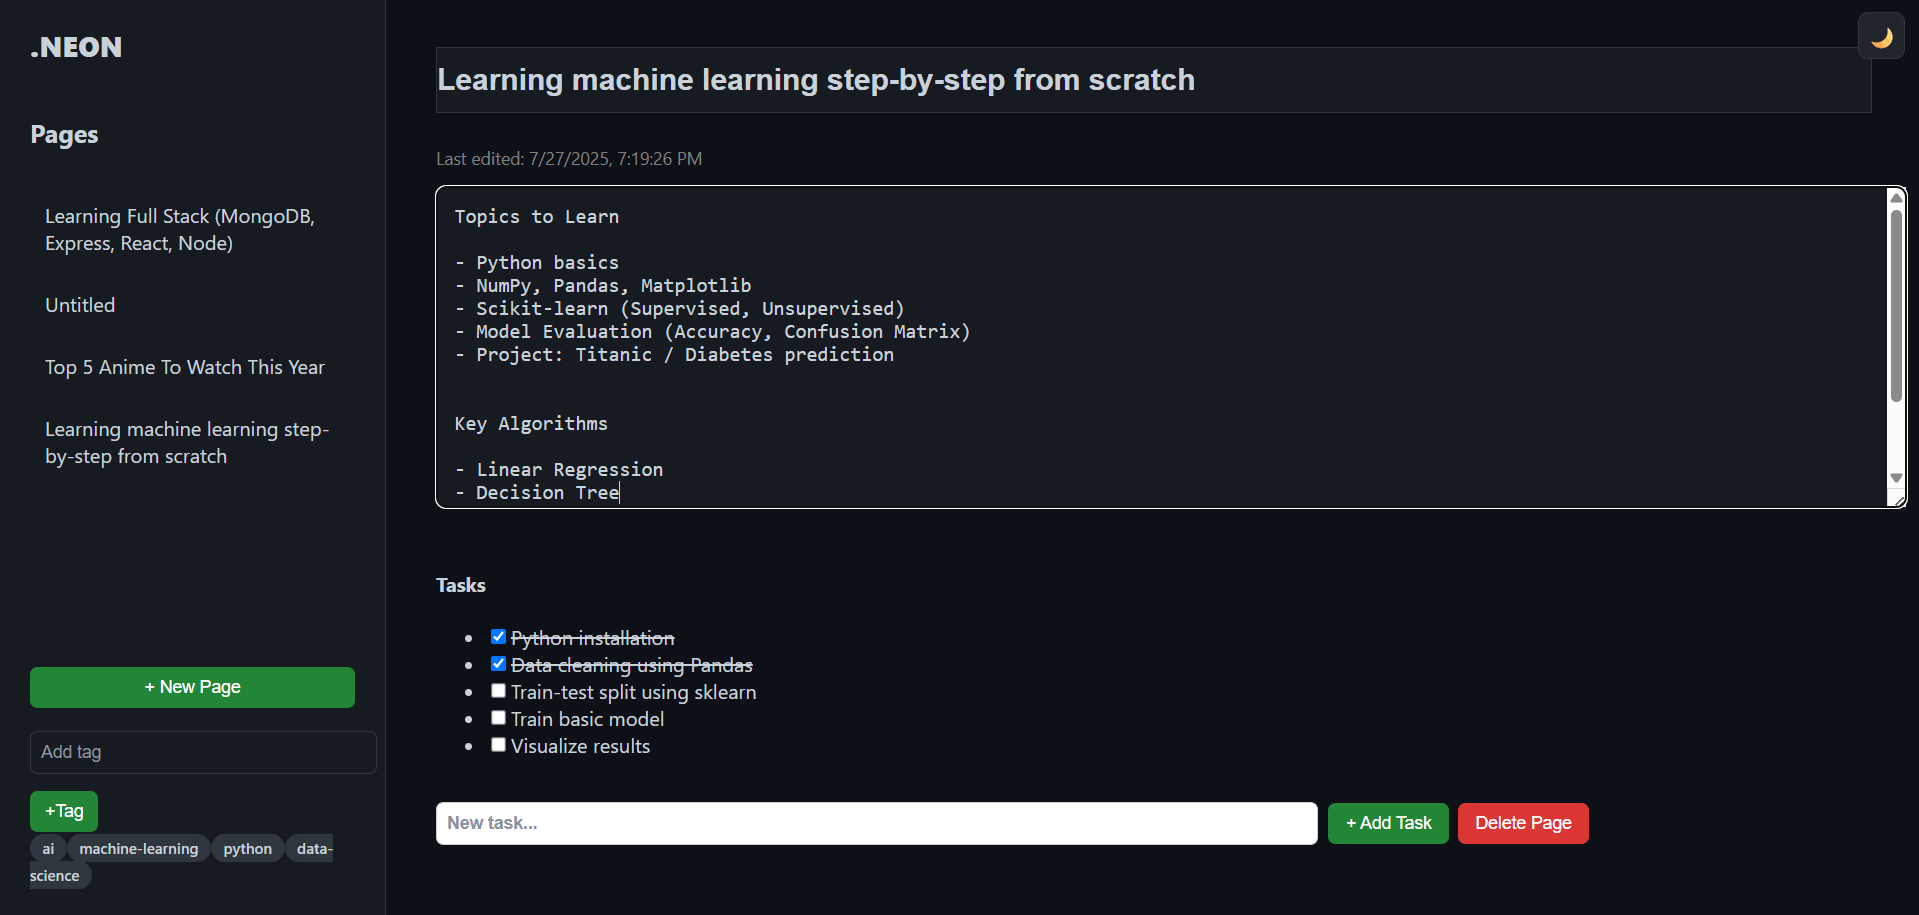 .NEON
Pages
Learning Full Stack (MongoDB,
Express, React, Node)
Untitled
Top 5 Anime To Watch This Year
Learning machine learning step-
by-step from scratch
+ New Page
Add tag
+Tag
ai machine-learning python data-
science
Learning machine learning step-by-step from scratch
Last edited: 7/27/2025, 7:19:26 PM
Topics to Learn
- Python basics
- NumPy, Pandas, Matplotlib
- Scikit-learn (Supervised, Unsupervised)
- Model Evaluation (Accuracy, Confusion Matrix)
- Project: Titanic / Diabetes prediction
Key Algorithms
- Linear Regression
- Decision Tree
Tasks
Python installation
Data cleaning using Pandas
Train-test split using sklearn
Train basic model
Visualize results
New task...
+ Add Task
Delete Page